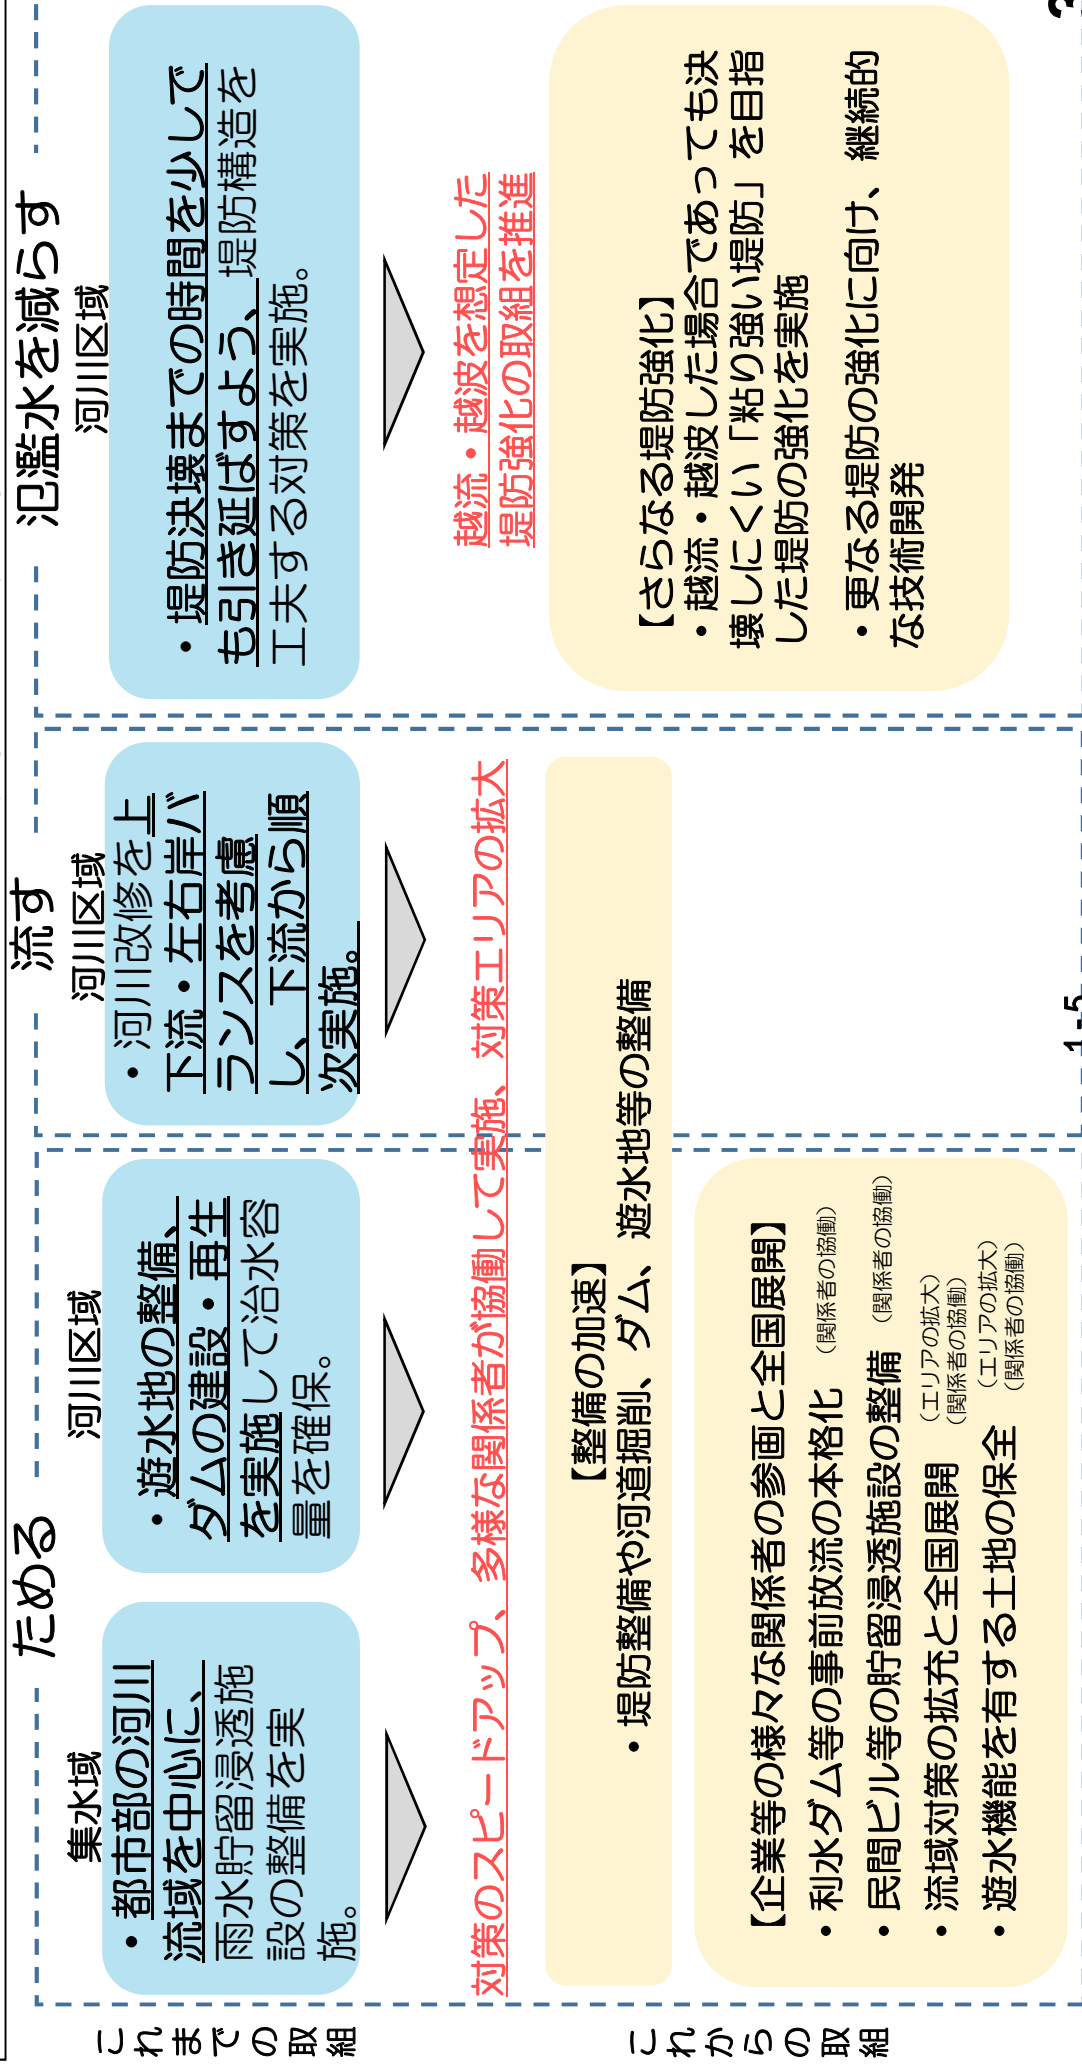 ためる
流す
氾濫水を減らす
集水域
河川区域
河川区域
河川区域
これまでの取組
・都市部の河川
流域を中心に、
雨水貯留浸透施
設の整備を実
施。
・遊水地の整備、
ダムの建設・再生
を実施して治水容
量を確保。
・河川改修を上
下流・左右岸バ
ランスを考慮
し、下流から順
次実施。
・堤防決壊までの時間を少しで
も引き延ばすよう、堤防構造を
工夫する対策を実施。
対策のスピードアップ、多様な関係者が協働して実施、対策エリアの拡大
越流・越波を想定した
堤防強化の取組を推進
これからの取組
【整備の加速】
・堤防整備や河道掘削、ダム、遊水地等の整備
【企業等の様々な関係者の参画と全国展開】
・利水ダム等の事前放流の本格化 (関係者の協働)
・民間ビル等の貯留浸透施設の整備 (関係者の協働)
・流域対策の拡充と全国展開 (エリアの拡大)
(関係者の協働)
・遊水機能を有する土地の保全 (エリアの拡大)
(関係者の協働)
【さらなる堤防強化】
・越流・越波した場合であっても決
壊しにくい「粘り強い堤防」を目指
した堤防の強化を実施
・更なる堤防の強化に向け、継続的
な技術開発
1-5